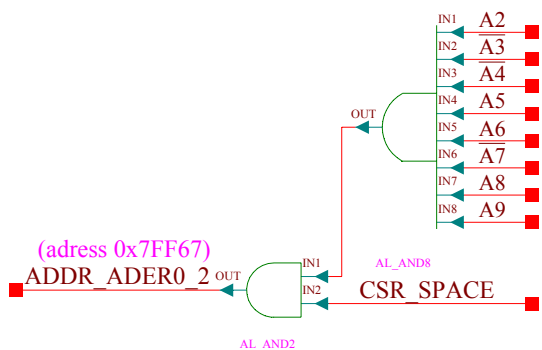 IN1 A2
IN2 A3
IN3 A4
IN4 A5
OUT
IN5 A6
IN6 A7
IN7 A8
IN8 A9
(adress 0x7FF67)
ADDR_ADER0_2 OUT
IN1
AL_AND8
IN2 CSR_SPACE
AL_AND2